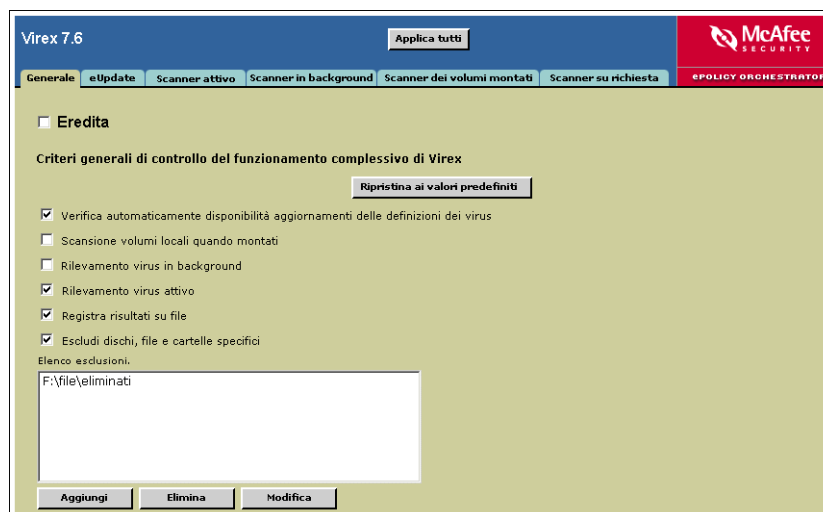 Virex 7.6
Applica tutti
McAfee
SECURITY
Generale eUpdate Scanner attivo Scanner in background Scanner dei volumi montati Scanner su richiesta
ePOLICY ORCHESTRATOR
Eredita
Criteri generali di controllo del funzionamento complessivo di Virex
Ripristina ai valori predefiniti
Verifica automaticamente disponibilità aggiornamenti delle definizioni dei virus
Scansione volumi locali quando montati
Rilevamento virus in background
Rilevamento virus attivo
Registra risultati su file
Escludi dischi, file e cartelle specifici
Elenco esclusioni.
F:\file\eliminati
Aggiungi Elimina Modifica